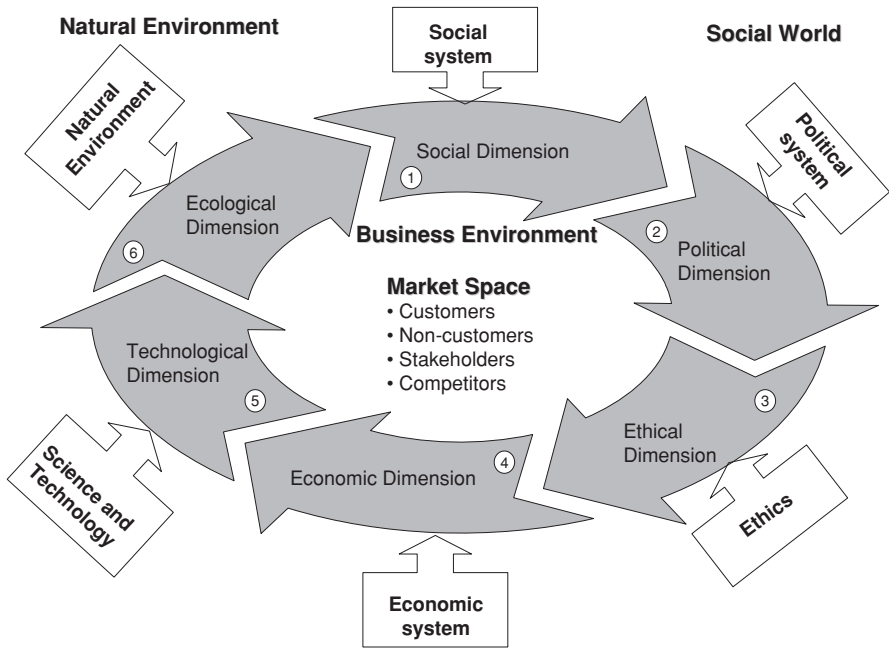 Natural Environment
Social
system
Social World
Natural
Environment
Political
system
Social Dimension
1
Ecological
Dimension
6
Business Environment
2
Political
Dimension
Market Space
• Customers
• Non-customers
• Stakeholders
• Competitors
Technological
Dimension
5
3
Ethical
Dimension
Economic Dimension
4
Science and
Technology
Ethics
Economic
system